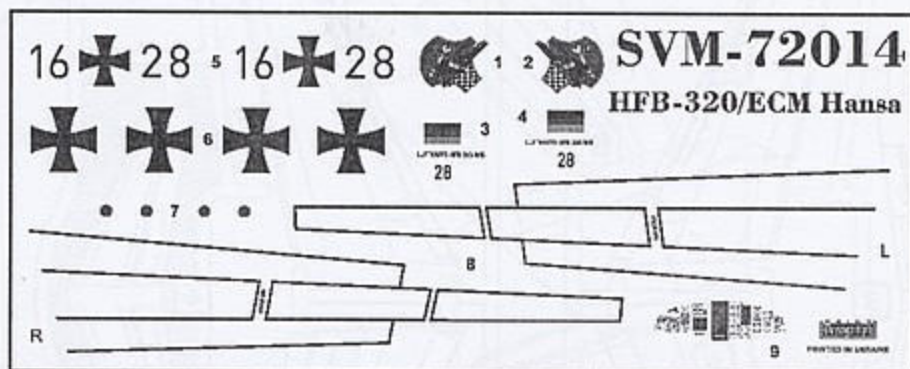 16 28 5 16 28 1 2 SVM-72014
HFB-320/ECM Hansa
6 3 4
28 28
7
8 L
R
9
PRINTED IN UKRAINE